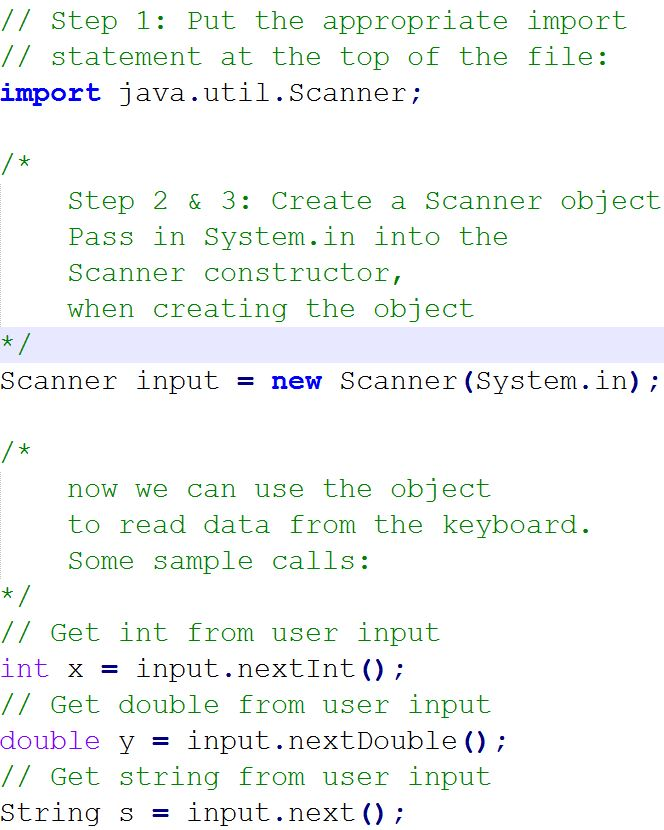 // Step 1: Put the appropriate import
// statement at the top of the file:
import java.util.Scanner;
/*
Step 2 & 3: Create a Scanner object
Pass in System.in into the
Scanner constructor,
when creating the object
*/
Scanner input = new Scanner(System.in);
/*
now we can use the object
to read data from the keyboard.
Some sample calls:
*/
// Get int from user input
int x = input.nextInt();
// Get double from user input
double y = input.nextDouble();
// Get string from user input
String s = input.next();